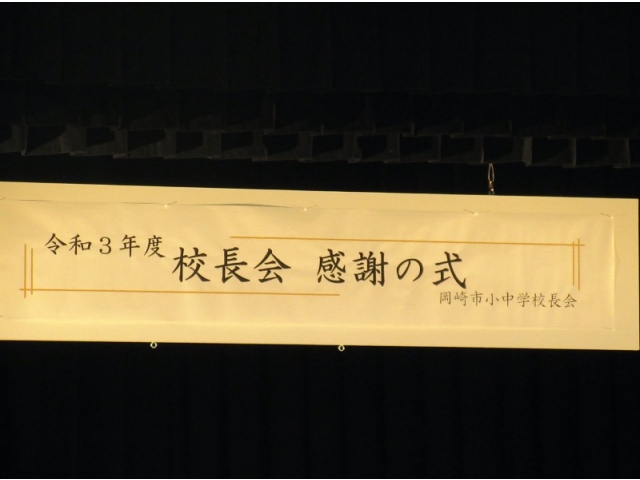 令和３年度
校長会 感謝の式
岡崎市小中学校長会